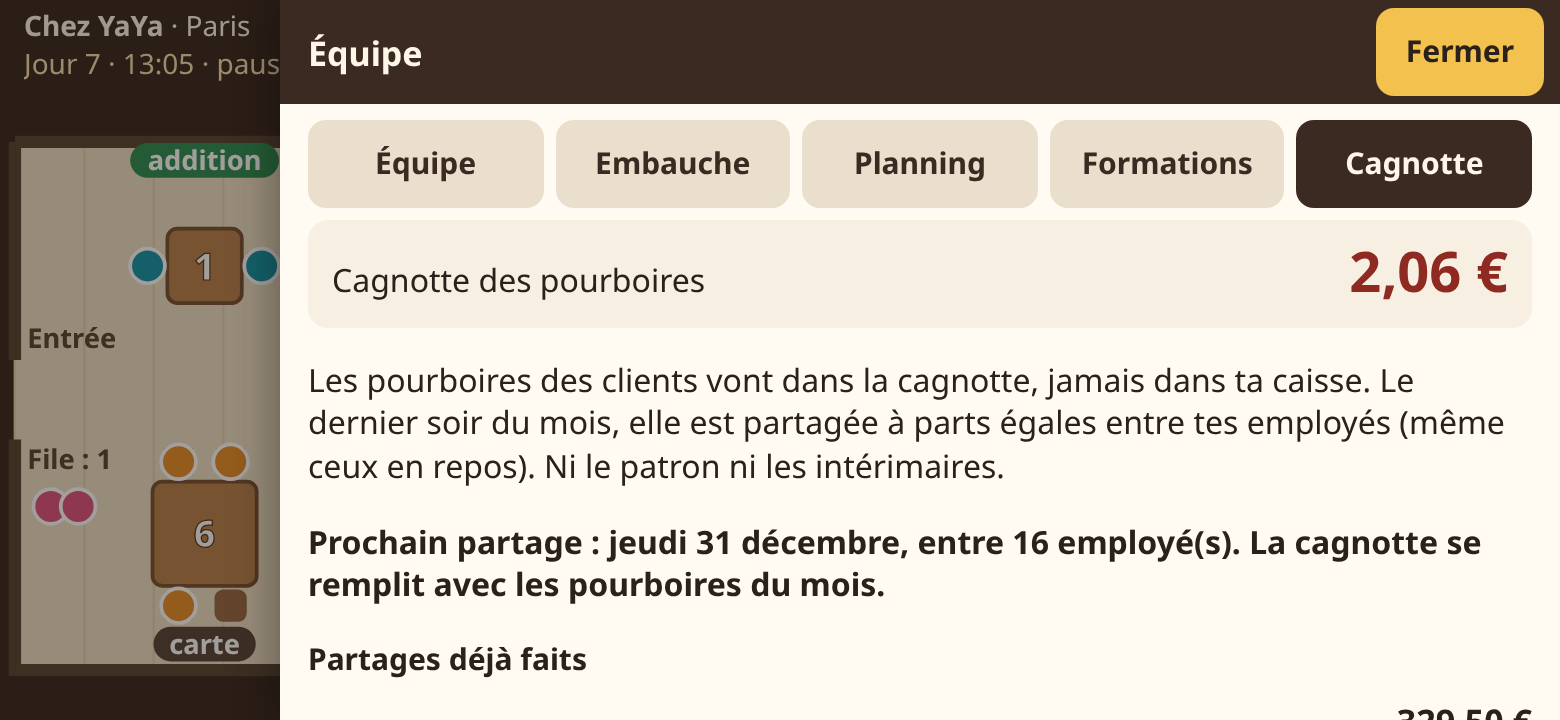 Chez YaYa · Paris
Jour 7 · 13:05 · paus
addition
1
Entrée
File : 1
6
carte
Équipe
Fermer
Équipe
Embauche
Planning
Formations
Cagnotte
Cagnotte des pourboires
2,06 €
Les pourboires des clients vont dans la cagnotte, jamais dans ta caisse. Le
dernier soir du mois, elle est partagée à parts égales entre tes employés (même
ceux en repos). Ni le patron ni les intérimaires.
Prochain partage : jeudi 31 décembre, entre 16 employé(s). La cagnotte se
remplit avec les pourboires du mois.
Partages déjà faits
329,50 €